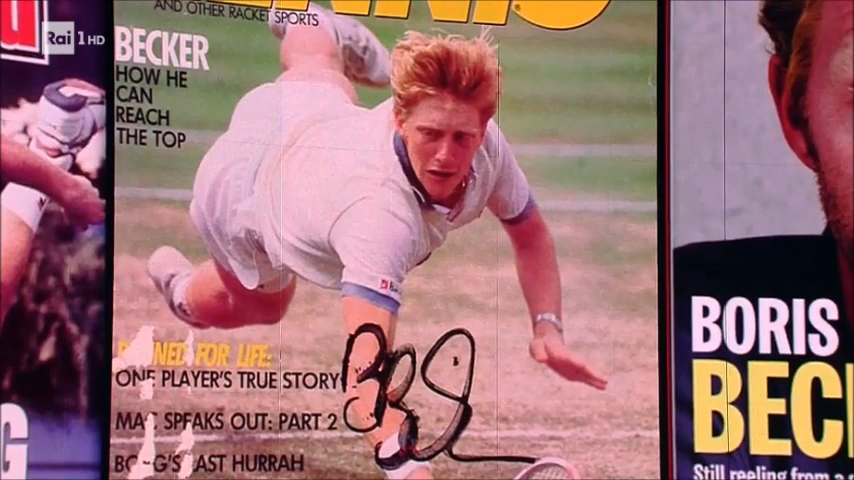 Rai 1 HD
AND OTHER RACKET SPORTS
BECKER
HOW HE
CAN
REACH
THE TOP
FOR LIFE:
ONE PLAYER'S TRUE STORY
MAC SPEAKS OUT: PART 2
HURRAH
BORIS
BEC
Still reeling from a